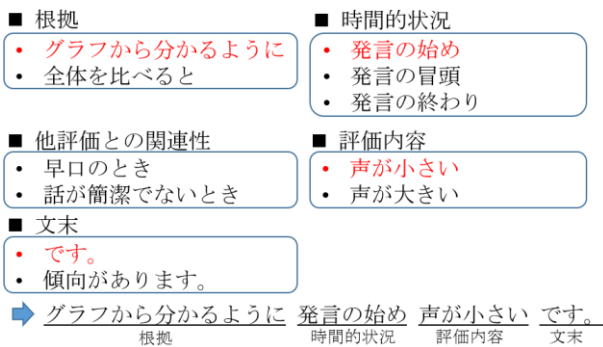 ■ 根拠
• グラフから分かるように
• 全体を比べると
■ 時間的状況
• 発言の始め
• 発言の冒頭
• 発言の終わり
■ 他評価との関連性
• 早口のとき
• 話が簡潔でないとき
■ 評価内容
• 声が小さい
• 声が大きい
■ 文末
• です。
• 傾向があります。
グラフから分かるように 発言の始め 声が小さい です。
根拠 時間的状況 評価内容 文末